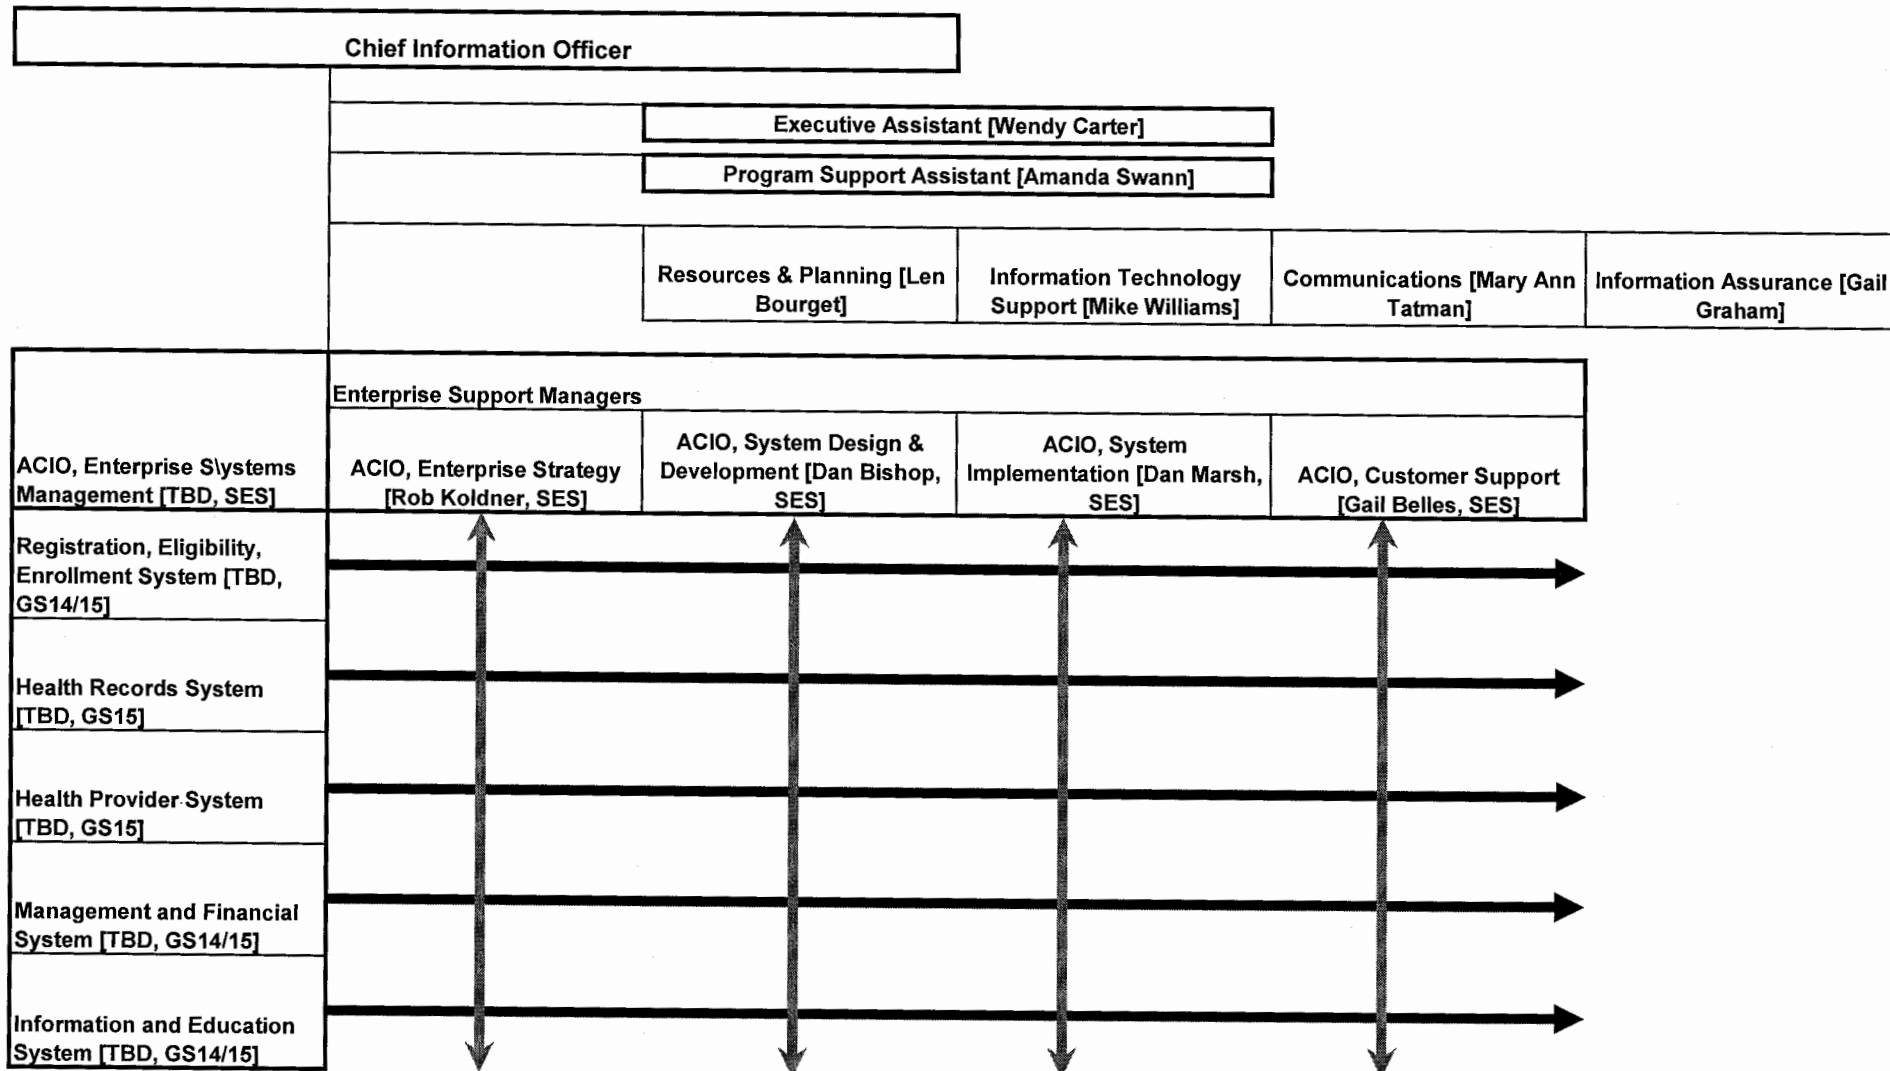 Chief Information Officer
Executive Assistant [Wendy Carter]
Program Support Assistant [Amanda Swann]
Resources & Planning [Len
Bourget]
Information Technology
Support [Mike Williams]
Communications [Mary Ann
Tatman]
Information Assurance [Gail
Graham]
Enterprise Support Managers
ACIO, Enterprise S\ystems
Management [TBD, SES]
ACIO, Enterprise Strategy
[Rob Koldner, SES]
ACIO, System Design &
Development [Dan Bishop,
SES]
ACIO, System
Implementation [Dan Marsh,
SES]
ACIO, Customer Support
[Gail Belles, SES]
Registration, Eligibility,
Enrollment System [TBD,
GS14/15]
Health Records System
[TBD, GS15]
Health Provider System
[TBD, GS15]
Management and Financial
System [TBD, GS14/15]
Information and Education
System [TBD, GS14/15]